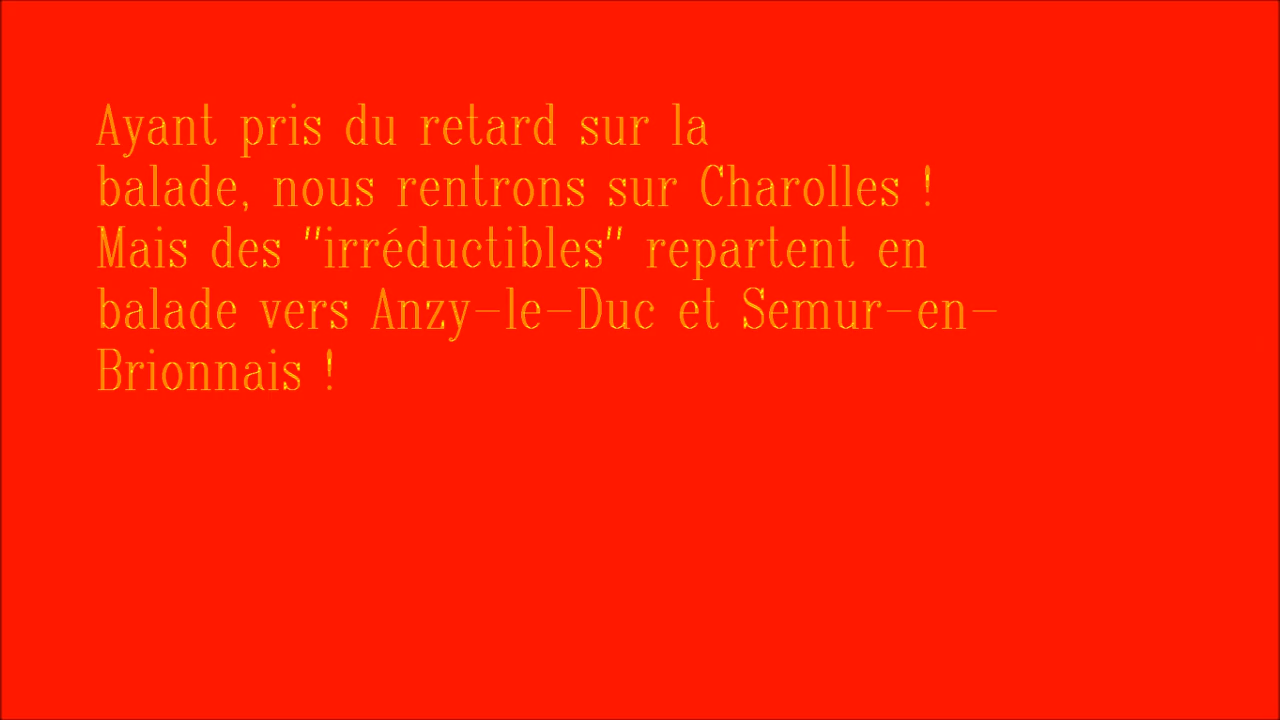 Ayant pris du retard sur la
balade, nous rentrons sur Charolles !
Mais des "irréductibles" repartent en
balade vers Anzy-le-Duc et Semur-en-
Brionnais !